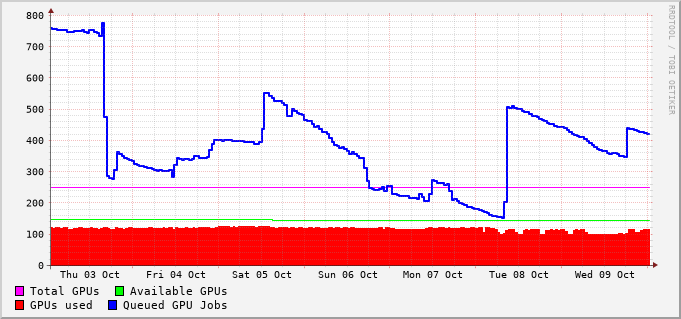 800
700
600
500
400
300
200
100
0
Thu 03 Oct Fri 04 Oct Sat 05 Oct Sun 06 Oct Mon 07 Oct Tue 08 Oct Wed 09 Oct
Total GPUs Available GPUs
GPUs used Queued GPU Jobs
RRDTOOL / TOBI OETIKER